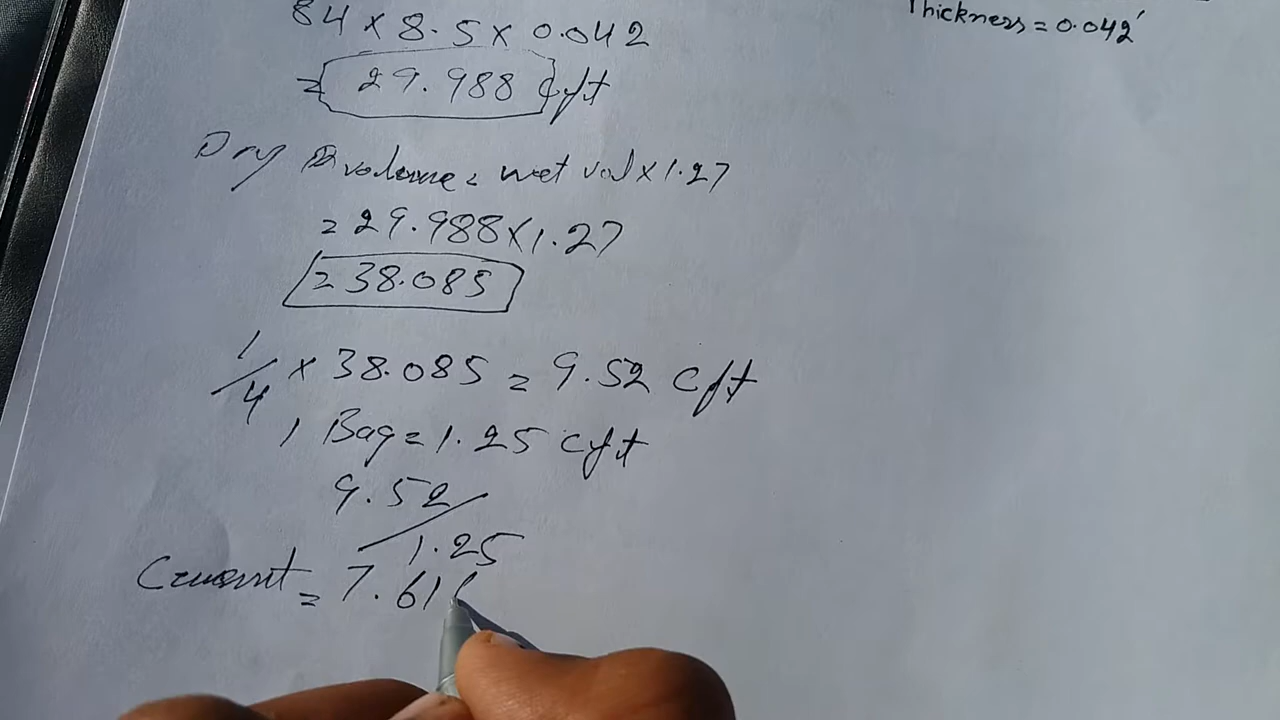 84 × 8.5 × 0.042
Thickness = 0.042'
= 29.988 cft
Dry volume = wet vol × 1.27
= 29.988 × 1.27
= 38.085
1/4 × 38.085 = 9.52 cft
1 Bag = 1.25 cft
9.52/1.25
Cement = 7.616